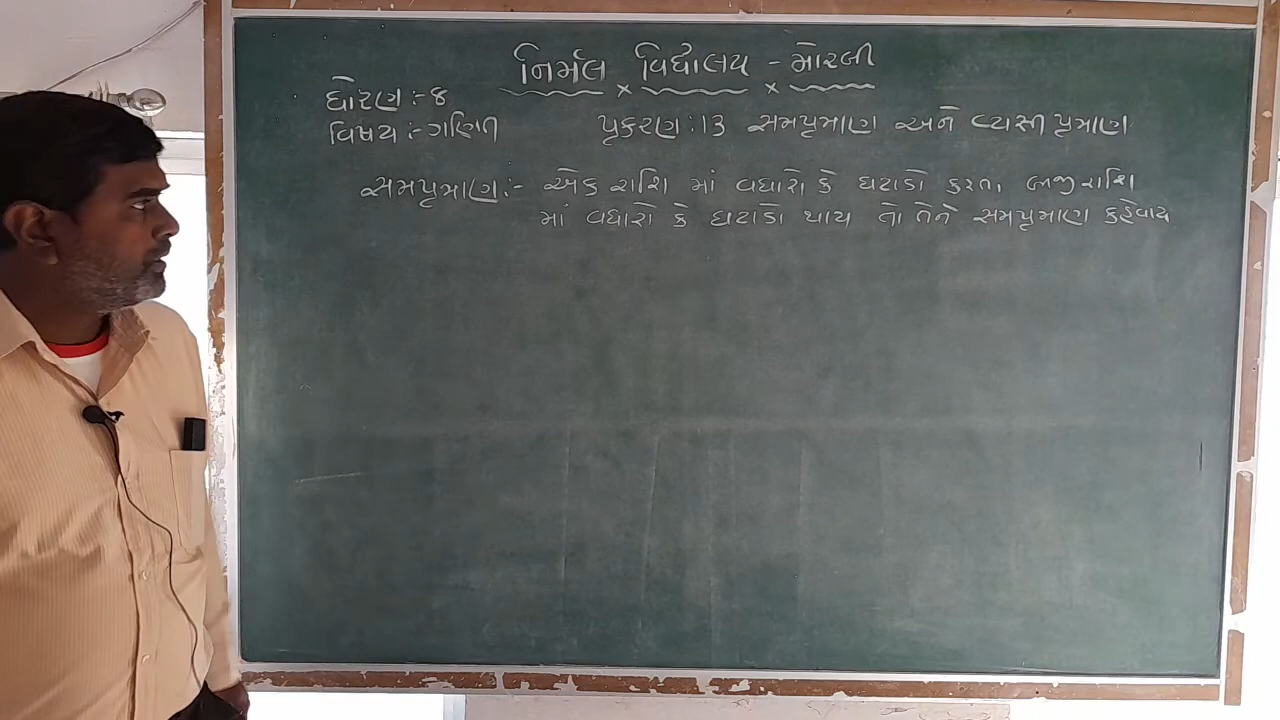 નિર્મલ વિદ્યાલય - મોરબી
ધોરણ :- ૪
વિષય :- ગણિત
પ્રકરણ : 13 સમપ્રમાણ અને વ્યસ્ત પ્રમાણ
સમપ્રમાણ :- એક રાશિ માં વધારો કે ઘટાડો કરતા બીજી રાશિ
માં વધારો કે ઘટાડો થાય તો તેને સમપ્રમાણ કહેવાય